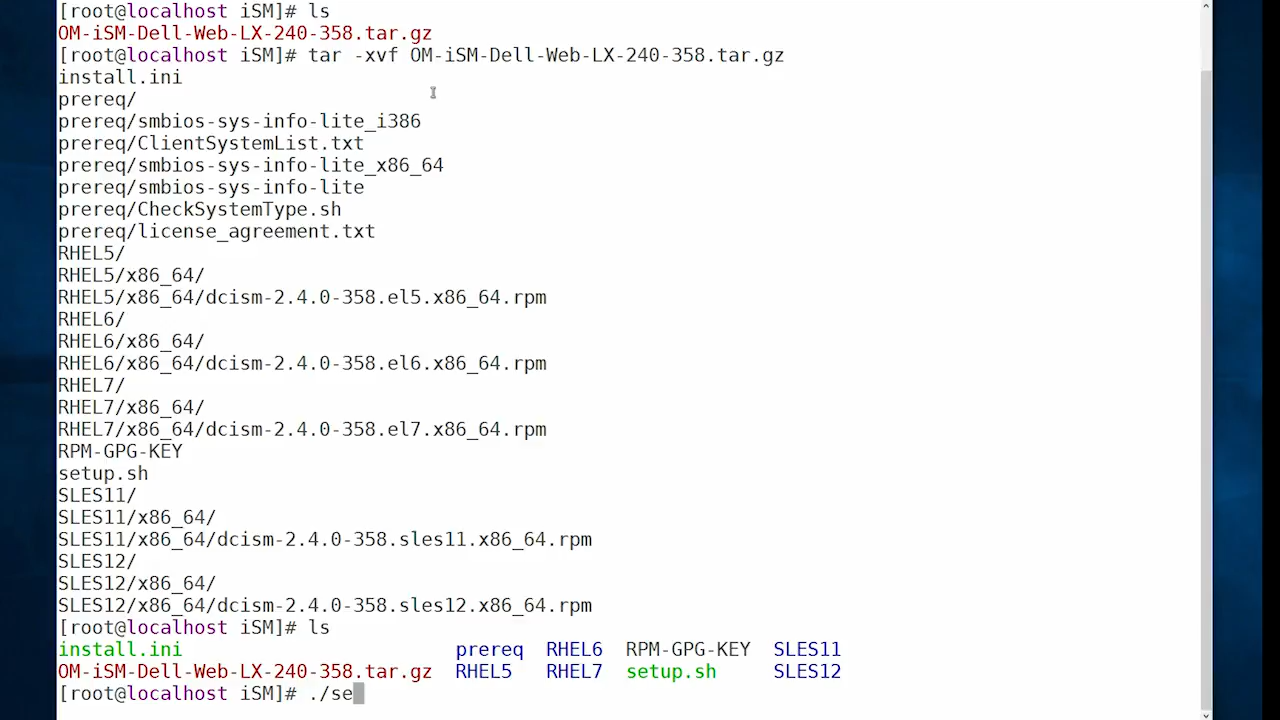 [root@localhost iSM]# ls
OM-iSM-Dell-Web-LX-240-358.tar.gz
[root@localhost iSM]# tar -xvf OM-iSM-Dell-Web-LX-240-358.tar.gz
install.ini
prereq/
prereq/smbios-sys-info-lite_i386
prereq/ClientSystemList.txt
prereq/smbios-sys-info-lite_x86_64
prereq/smbios-sys-info-lite
prereq/CheckSystemType.sh
prereq/license_agreement.txt
RHEL5/
RHEL5/x86_64/
RHEL5/x86_64/dcism-2.4.0-358.el5.x86_64.rpm
RHEL6/
RHEL6/x86_64/
RHEL6/x86_64/dcism-2.4.0-358.el6.x86_64.rpm
RHEL7/
RHEL7/x86_64/
RHEL7/x86_64/dcism-2.4.0-358.el7.x86_64.rpm
RPM-GPG-KEY
setup.sh
SLES11/
SLES11/x86_64/
SLES11/x86_64/dcism-2.4.0-358.sles11.x86_64.rpm
SLES12/
SLES12/x86_64/
SLES12/x86_64/dcism-2.4.0-358.sles12.x86_64.rpm
[root@localhost iSM]# ls
install.ini prereq RHEL6 RPM-GPG-KEY SLES11
OM-iSM-Dell-Web-LX-240-358.tar.gz RHEL5 RHEL7 setup.sh SLES12
[root@localhost iSM]# ./se